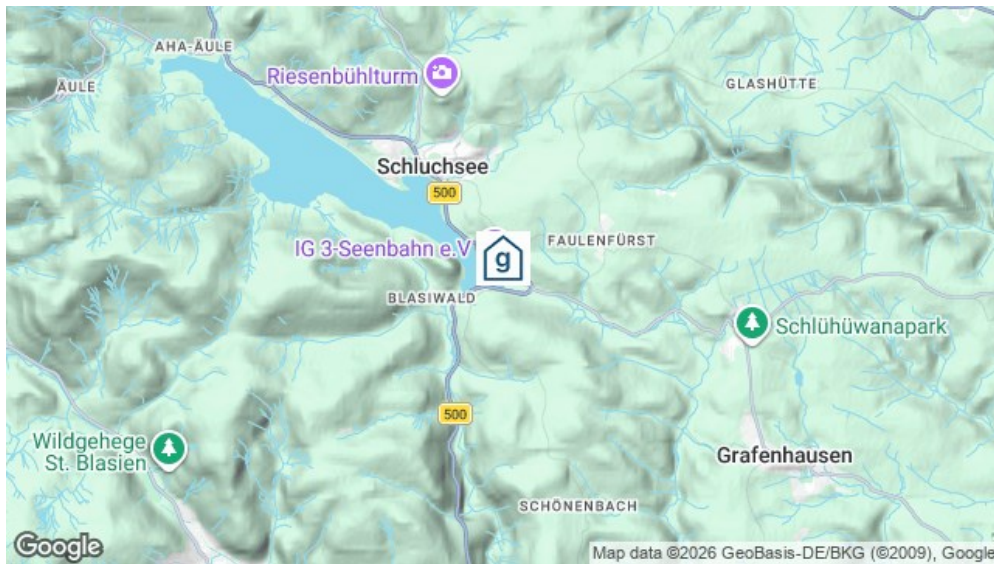 AHA-ÄULE
ÄULE
Riesenbühlturm
GLASHÜTTE
Schluchsee
500
IG 3-Seenbahn e.V
FAULENFÜRST
g
BLASIWALD
Schlühüwanapark
500
Wildgehege
St. Blasien
Grafenhausen
SCHÖNENBACH
Google
Map data ©2026 GeoBasis-DE/BKG (©2009), Google